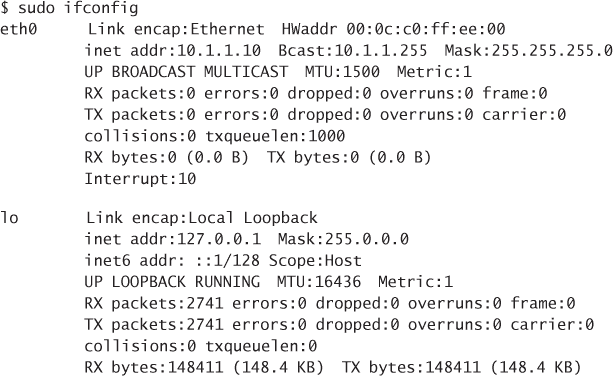 $ sudo ifconfig
eth0 Link encap:Ethernet HWaddr 00:0c:c0:ff:ee:00
inet addr:10.1.1.10 Bcast:10.1.1.255 Mask:255.255.255.0
UP BROADCAST MULTICAST MTU:1500 Metric:1
RX packets:0 errors:0 dropped:0 overruns:0 frame:0
TX packets:0 errors:0 dropped:0 overruns:0 carrier:0
collisions:0 txqueuelen:1000
RX bytes:0 (0.0 B) TX bytes:0 (0.0 B)
Interrupt:10
lo Link encap:Local Loopback
inet addr:127.0.0.1 Mask:255.0.0.0
inet6 addr: ::1/128 Scope:Host
UP LOOPBACK RUNNING MTU:16436 Metric:1
RX packets:2741 errors:0 dropped:0 overruns:0 frame:0
TX packets:2741 errors:0 dropped:0 overruns:0 carrier:0
collisions:0 txqueuelen:0
RX bytes:148411 (148.4 KB) TX bytes:148411 (148.4 KB)